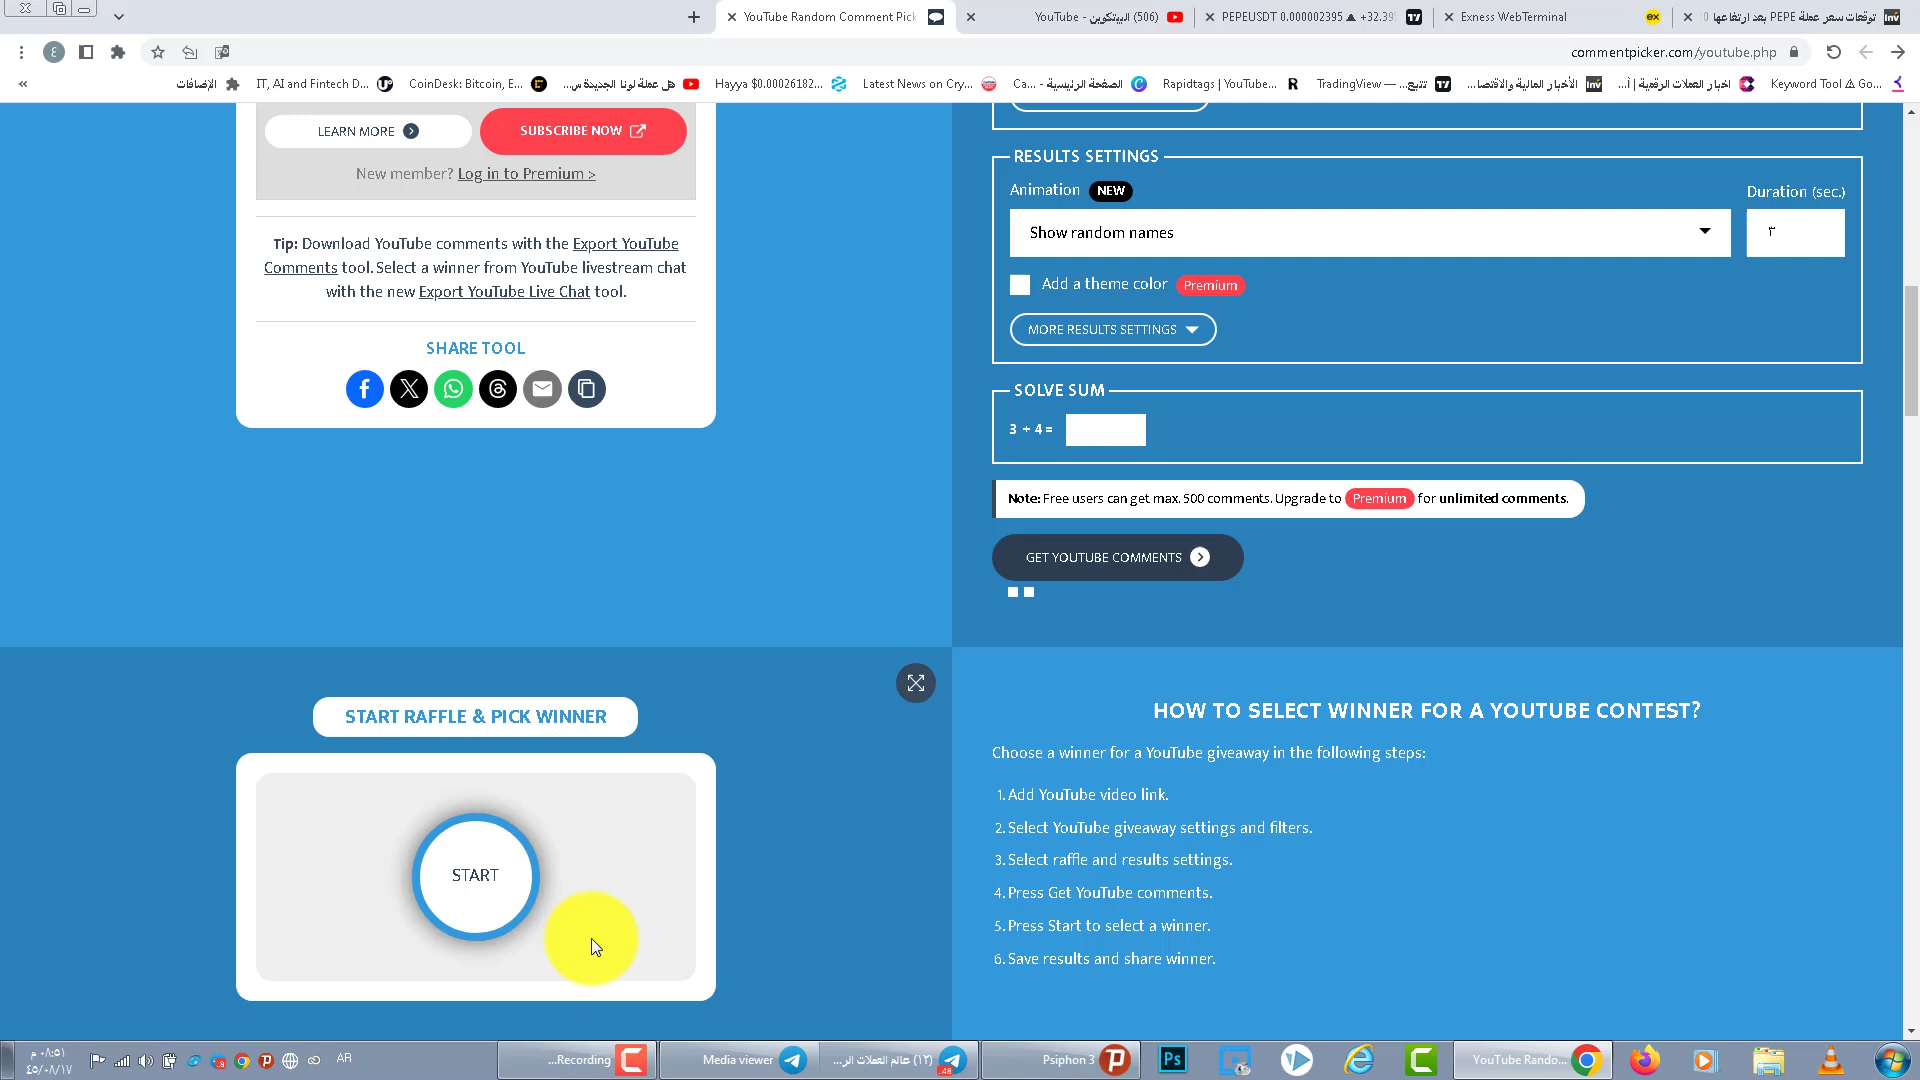 YouTube Random Comment Pick
YouTube - البيتكوين (506)
PEPEUSDT 0.000002395 ▲ +32.39
Exness WebTerminal
توقعات سعر عملة PEPE بعد ارتفاعها
commentpicker.com/youtube.php
الإضافات
IT, AI and Fintech D...
CoinDesk: Bitcoin, E...
هل عملة لونا الجديدة س...
Hayya $0.00026182...
Latest News on Cry...
الصفحة الرئيسية - Ca...
Rapidtags | YouTube...
TradingView — تتبع...
الأخبار المالية والاقتصا...
اخبار العملات الرقمية | أ...
Keyword Tool ⚠ Go...
LEARN MORE
SUBSCRIBE NOW
New member? Log in to Premium >
Tip: Download YouTube comments with the Export YouTube
Comments tool. Select a winner from YouTube livestream chat
with the new Export YouTube Live Chat tool.
SHARE TOOL
RESULTS SETTINGS
Animation NEW
Duration (sec.)
Show random names
٣
Add a theme color Premium
MORE RESULTS SETTINGS
SOLVE SUM
3 + 4 =
Note: Free users can get max. 500 comments. Upgrade to Premium for unlimited comments.
GET YOUTUBE COMMENTS
START RAFFLE & PICK WINNER
START
HOW TO SELECT WINNER FOR A YOUTUBE CONTEST?
Choose a winner for a YouTube giveaway in the following steps:
1. Add YouTube video link.
2. Select YouTube giveaway settings and filters.
3. Select raffle and results settings.
4. Press Get YouTube comments.
5. Press Start to select a winner.
6. Save results and share winner.
٠٨:٥١ م
٤٥/٠٨/١٧
AR
...Recording
Media viewer
(١٢) عالم العملات الر...
Psiphon 3
YouTube Rando...